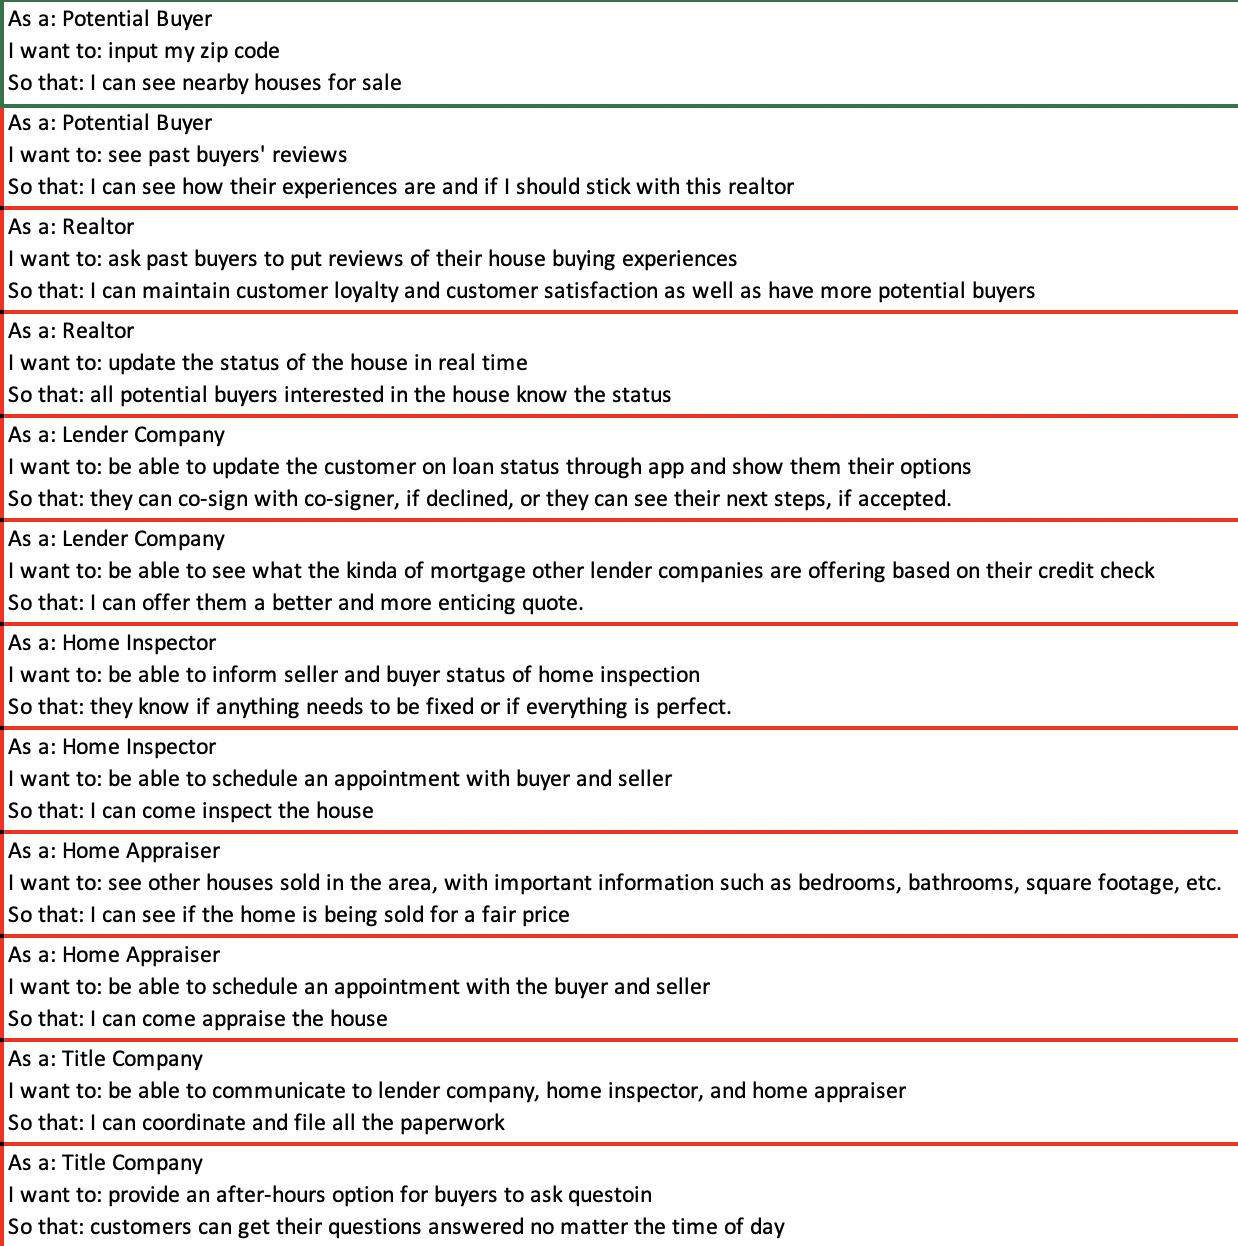 As a: Potential Buyer
I want to: input my zip code
So that: I can see nearby houses for sale
As a: Potential Buyer
I want to: see past buyers' reviews
So that: I can see how their experiences are and if I should stick with this realtor
As a: Realtor
I want to: ask past buyers to put reviews of their house buying experiences
So that: I can maintain customer loyalty and customer satisfaction as well as have more potential buyers
As a: Realtor
I want to: update the status of the house in real time
So that: all potential buyers interested in the house know the status
As a: Lender Company
I want to: be able to update the customer on loan status through app and show them their options
So that: they can co-sign with co-signer, if declined, or they can see their next steps, if accepted.
As a: Lender Company
I want to: be able to see what the kinda of mortgage other lender companies are offering based on their credit check
So that: I can offer them a better and more enticing quote.
As a: Home Inspector
I want to: be able to inform seller and buyer status of home inspection
So that: they know if anything needs to be fixed or if everything is perfect.
As a: Home Inspector
I want to: be able to schedule an appointment with buyer and seller
So that: I can come inspect the house
As a: Home Appraiser
I want to: see other houses sold in the area, with important information such as bedrooms, bathrooms, square footage, etc.
So that: I can see if the home is being sold for a fair price
As a: Home Appraiser
I want to: be able to schedule an appointment with the buyer and seller
So that: I can come appraise the house
As a: Title Company
I want to: be able to communicate to lender company, home inspector, and home appraiser
So that: I can coordinate and file all the paperwork
As a: Title Company
I want to: provide an after-hours option for buyers to ask questoin
So that: customers can get their questions answered no matter the time of day